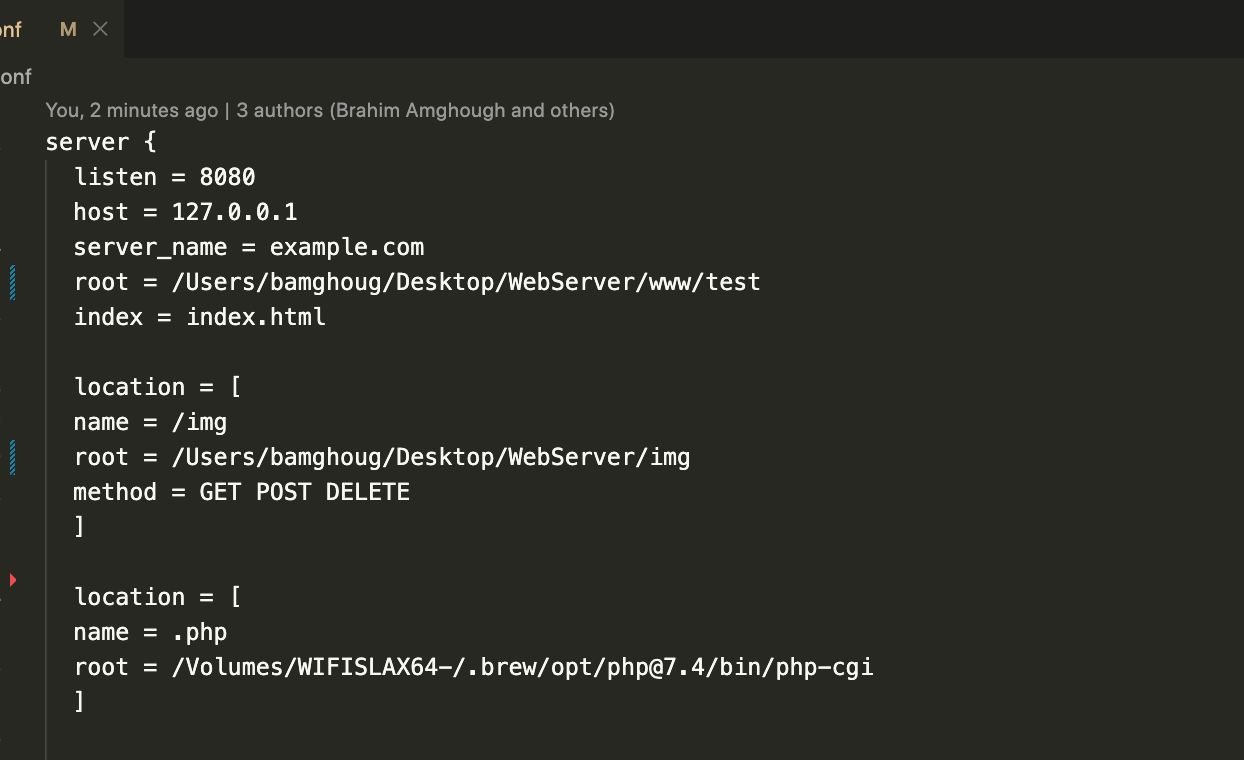 onf M
onf
You, 2 minutes ago | 3 authors (Brahim Amghough and others)
server {
listen = 8080
host = 127.0.0.1
server_name = example.com
root = /Users/bamghoug/Desktop/WebServer/www/test
index = index.html
location = [
name = /img
root = /Users/bamghoug/Desktop/WebServer/img
method = GET POST DELETE
]
location = [
name = .php
root = /Volumes/WIFISLAX64-/.brew/opt/php@7.4/bin/php-cgi
]